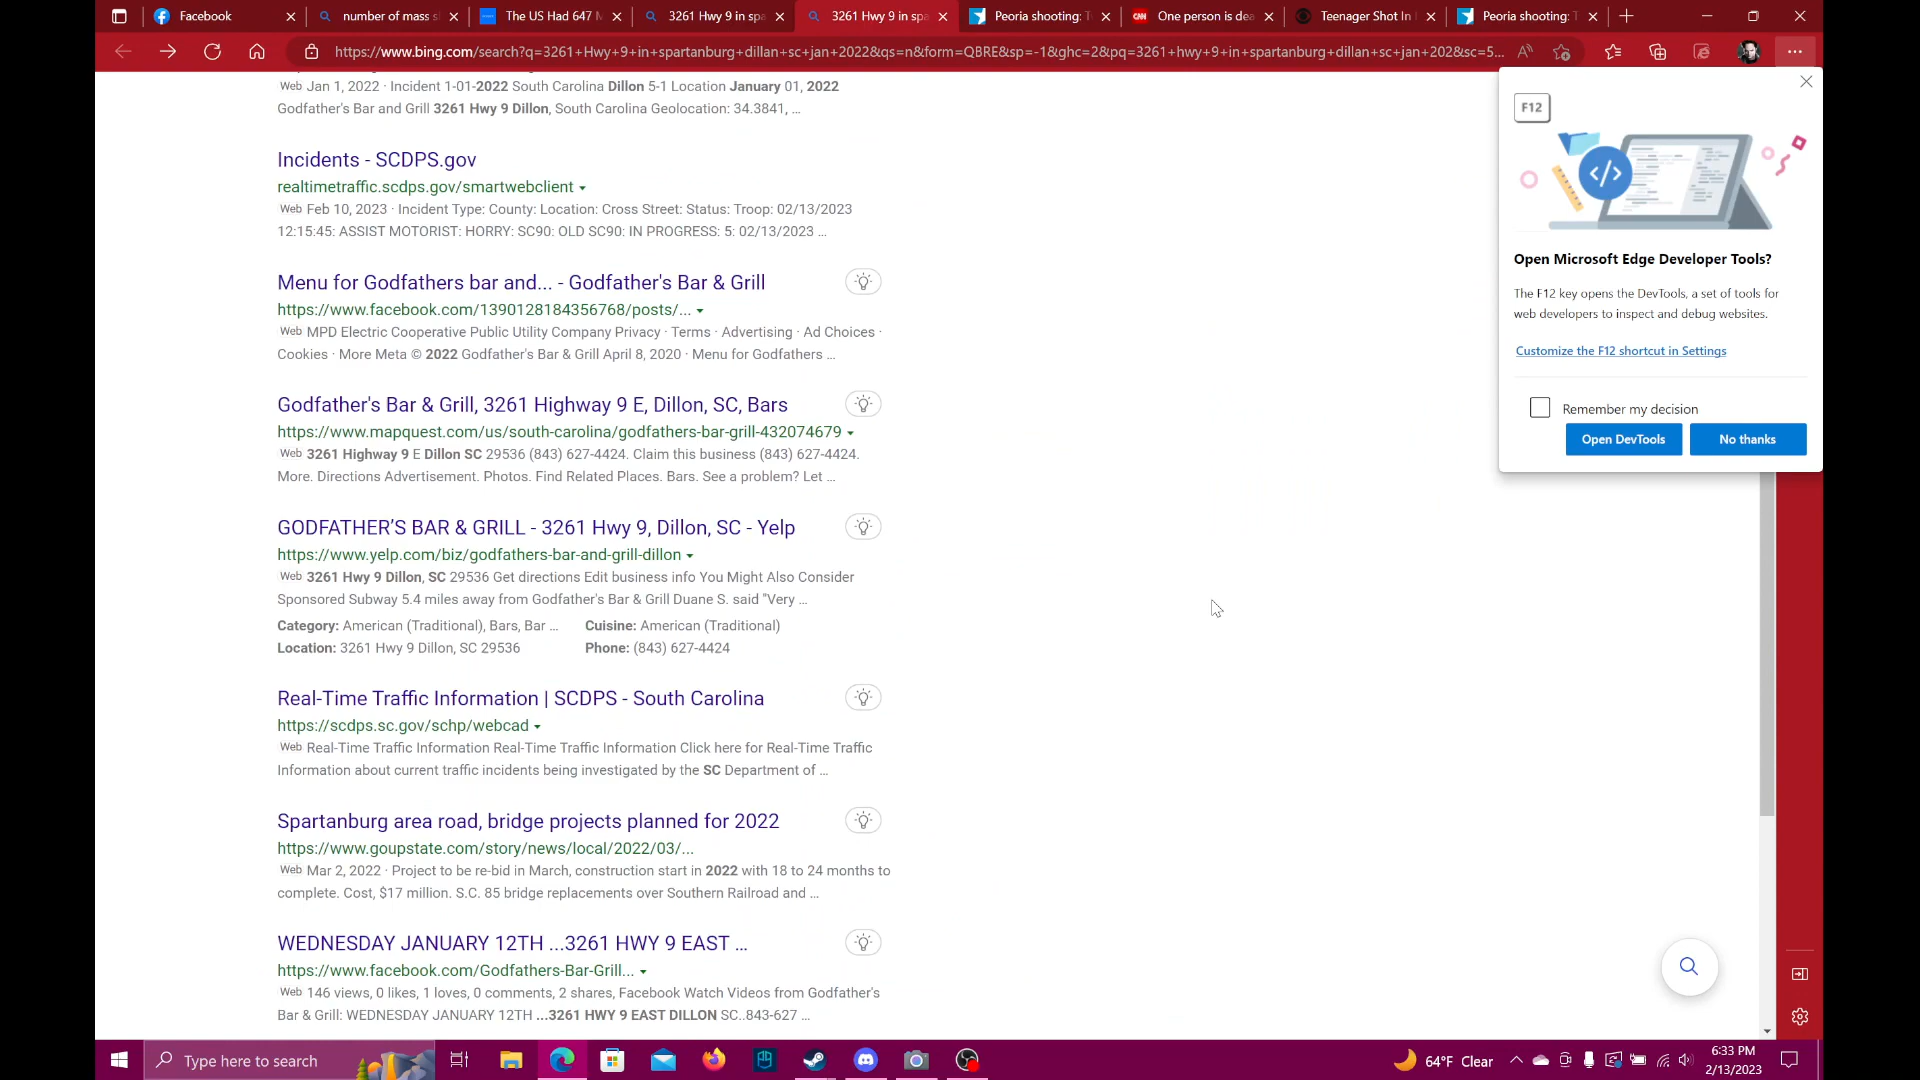 Facebook
number of mass s
The US Had 647 M
3261 Hwy 9 in spa
3261 Hwy 9 in spa
Peoria shooting: T
CNN One person is dea
Teenager Shot In
Peoria shooting: T
https://www.bing.com/search?q=3261+Hwy+9+in+spartanburg+dillan+sc+jan+2022&qs=n&form=QBRE&sp=-1&ghc=2&pq=3261+hwy+9+in+spartanburg+dillan+sc+jan+202&sc=5...
Web Jan 1, 2022 · Incident 1-01-2022 South Carolina Dillon 5-1 Location January 01, 2022
Godfather's Bar and Grill 3261 Hwy 9 Dillon, South Carolina Geolocation: 34.3841, ...
Incidents - SCDPS.gov
realtimetraffic.scdps.gov/smartwebclient
Web Feb 10, 2023 · Incident Type: County: Location: Cross Street: Status: Troop: 02/13/2023
12:15:45: ASSIST MOTORIST: HORRY: SC90: OLD SC90: IN PROGRESS: 5: 02/13/2023 ...
Menu for Godfathers bar and... - Godfather's Bar & Grill
https://www.facebook.com/1390128184356768/posts/...
Web MPD Electric Cooperative Public Utility Company Privacy · Terms · Advertising · Ad Choices ·
Cookies · More Meta © 2022 Godfather's Bar & Grill April 8, 2020 · Menu for Godfathers ...
Godfather's Bar & Grill, 3261 Highway 9 E, Dillon, SC, Bars
https://www.mapquest.com/us/south-carolina/godfathers-bar-grill-432074679
Web 3261 Highway 9 E Dillon SC 29536 (843) 627-4424. Claim this business (843) 627-4424.
More. Directions Advertisement. Photos. Find Related Places. Bars. See a problem? Let ...
GODFATHER'S BAR & GRILL - 3261 Hwy 9, Dillon, SC - Yelp
https://www.yelp.com/biz/godfathers-bar-and-grill-dillon
Web 3261 Hwy 9 Dillon, SC 29536 Get directions Edit business info You Might Also Consider
Sponsored Subway 5.4 miles away from Godfather's Bar & Grill Duane S. said "Very ...
Category: American (Traditional), Bars, Bar ... Cuisine: American (Traditional)
Location: 3261 Hwy 9 Dillon, SC 29536 Phone: (843) 627-4424
Real-Time Traffic Information | SCDPS - South Carolina
https://scdps.sc.gov/schp/webcad
Web Real-Time Traffic Information Real-Time Traffic Information Click here for Real-Time Traffic
Information about current traffic incidents being investigated by the SC Department of ...
Spartanburg area road, bridge projects planned for 2022
https://www.goupstate.com/story/news/local/2022/03/...
Web Mar 2, 2022 · Project to be re-bid in March, construction start in 2022 with 18 to 24 months to
complete. Cost, $17 million. S.C. 85 bridge replacements over Southern Railroad and ...
WEDNESDAY JANUARY 12TH ...3261 HWY 9 EAST ...
https://www.facebook.com/Godfathers-Bar-Grill...
Web 146 views, 0 likes, 1 loves, 0 comments, 2 shares, Facebook Watch Videos from Godfather's
Bar & Grill: WEDNESDAY JANUARY 12TH ...3261 HWY 9 EAST DILLON SC..843-627 ...
F12
Open Microsoft Edge Developer Tools?
The F12 key opens the DevTools, a set of tools for
web developers to inspect and debug websites.
Customize the F12 shortcut in Settings
Remember my decision
Open DevTools
No thanks
Type here to search
64°F Clear
6:33 PM
2/13/2023